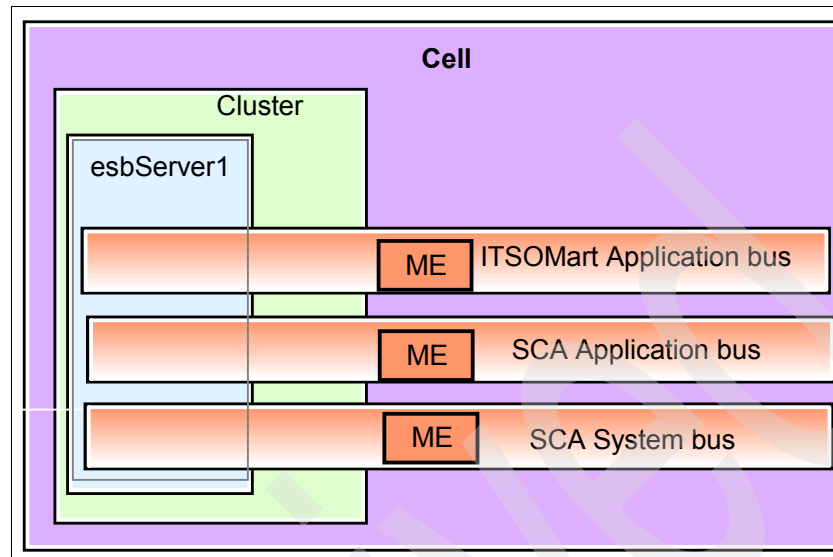 Cell
Cluster
esbServer1
ME ITSOMart Application bus
ME SCA Application bus
ME SCA System bus